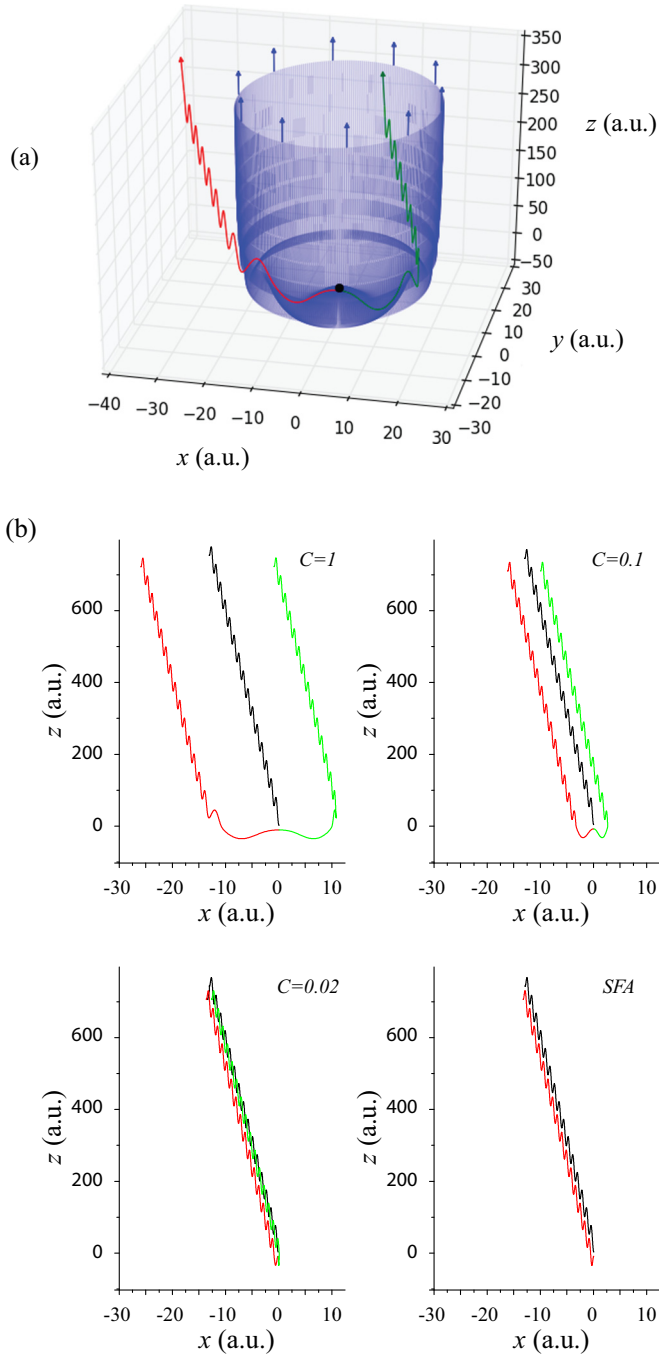 (a)
350
300
250
200
150
100
50
0
−50
z (a.u.)
30
20
10
0
−10
−20
−30
y (a.u.)
−40 −30 −20 −10 0 10 20 30
x (a.u.)
(b)
C=1
600
400
200
0
z (a.u.)
-30 -20 -10 0 10
x (a.u.)
C=0.1
600
400
200
0
z (a.u.)
-30 -20 -10 0 10
x (a.u.)
C=0.02
600
400
200
0
z (a.u.)
-30 -20 -10 0 10
x (a.u.)
SFA
600
400
200
0
z (a.u.)
-30 -20 -10 0 10
x (a.u.)